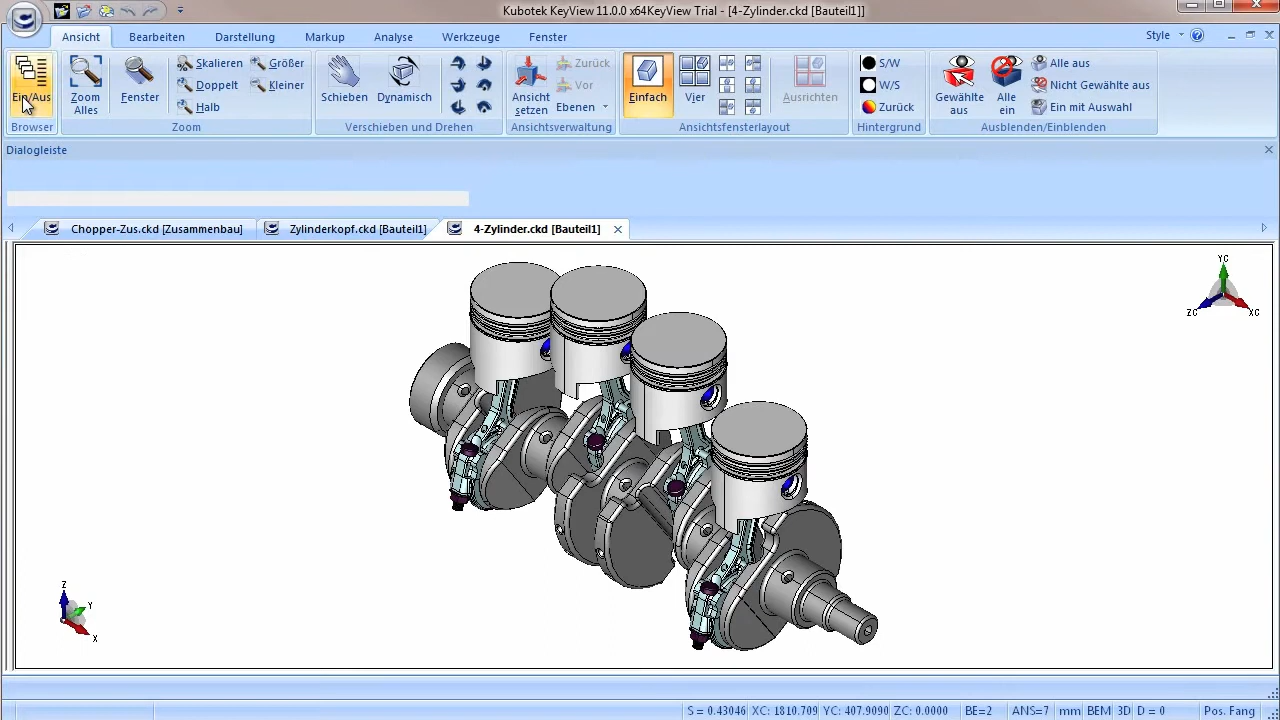 Kubotek KeyView 11.0.0 x64KeyView Trial - [4-Zylinder.ckd [Bauteil1]]
Ansicht Bearbeiten Darstellung Markup Analyse Werkzeuge Fenster Style
Ein/Aus
Zoom Alles
Fenster
Skalieren
Doppelt
Halb
Größer
Kleiner
Schieben
Dynamisch
Ansicht setzen
Zurück
Vor
Ebenen
Einfach
Vier
Ausrichten
S/W
W/S
Zurück
Gewählte aus
Alle ein
Alle aus
Nicht Gewählte aus
Ein mit Auswahl
Browser Zoom Verschieben und Drehen Ansichtsverwaltung Ansichtsfensterlayout Hintergrund Ausblenden/Einblenden
Dialogleiste
Chopper-Zus.ckd [Zusammenbau] Zylinderkopf.ckd [Bauteil1] 4-Zylinder.ckd [Bauteil1]
YC
ZC XC
Z
Y
X
S = 0.43046 XC: 1810.709 YC: 407.9090 ZC: 0.0000 BE=2 ANS=7 mm BEM 3D D = 0 Pos. Fang